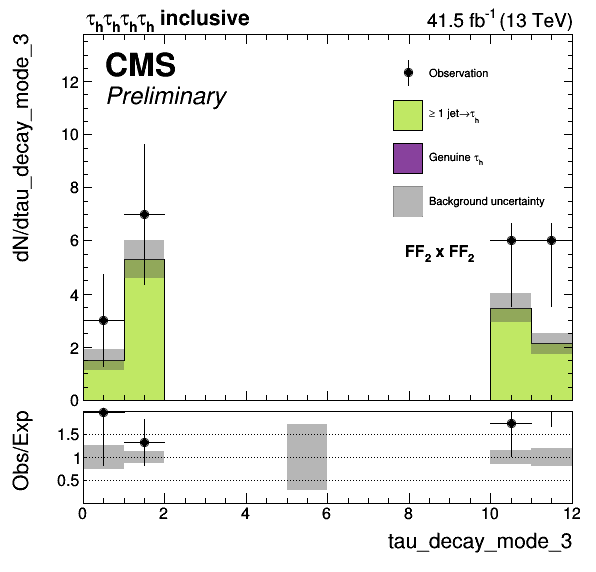 τhτhτhτh inclusive
41.5 fb-1 (13 TeV)
dN/dtau_decay_mode_3
CMS
Preliminary
Observation
≥ 1 jet→τh
Genuine τh
Background uncertainty
FF2 x FF2
12
10
8
6
4
2
0
Obs/Exp
1.5
1
0.5
0 2 4 6 8 10 12
tau_decay_mode_3